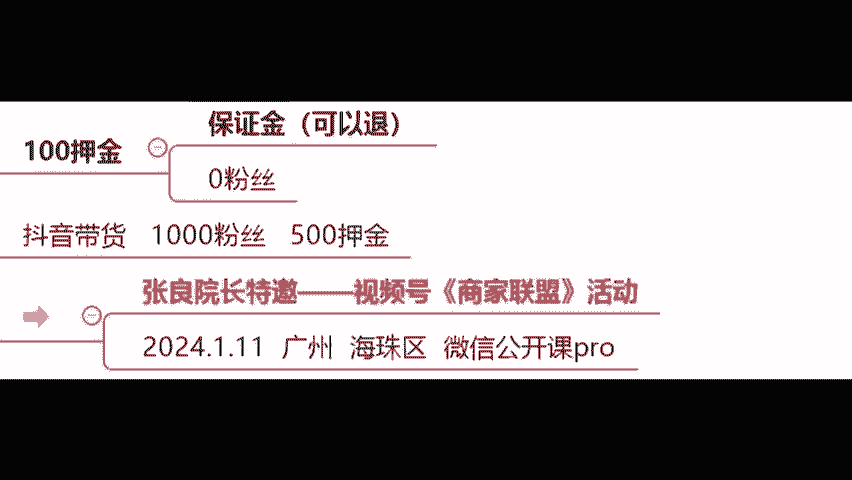 保证金（可以退）
100押金
0粉丝
抖音带货 1000粉丝 500押金
张良院长特邀——视频号《商家联盟》活动
2024.1.11 广州 海珠区 微信公开课pro